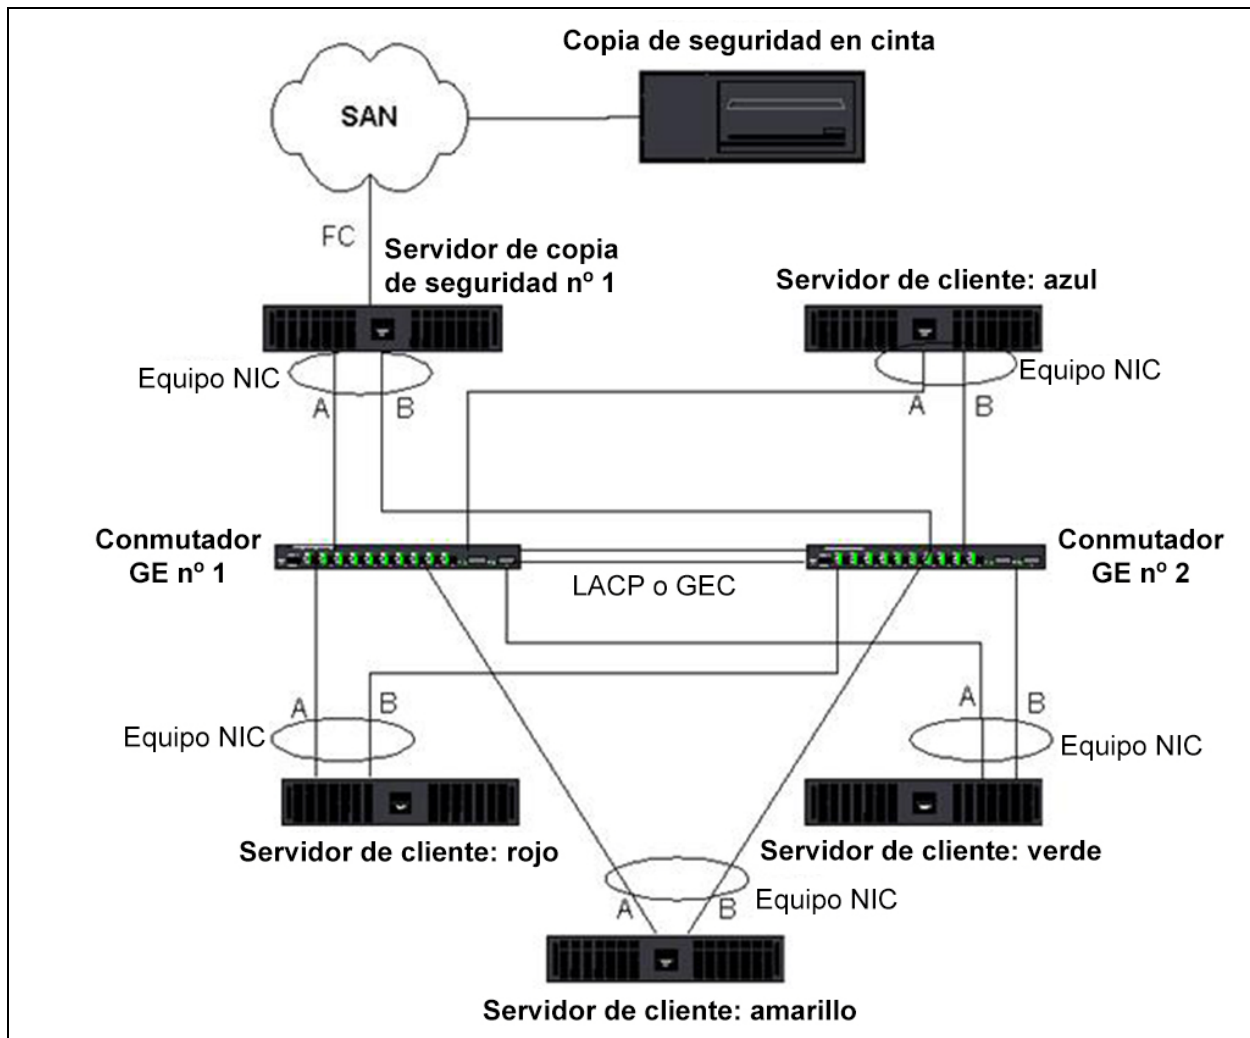 Copia de seguridad en cinta
SAN
FC
Servidor de copia
de seguridad nº 1
Servidor de cliente: azul
Equipo NIC
A
B
Equipo NIC
A
B
Conmutador
GE nº 1
LACP o GEC
Conmutador
GE nº 2
A
B
Equipo NIC
A
B
Equipo NIC
Servidor de cliente: rojo
Servidor de cliente: verde
A
B
Equipo NIC
Servidor de cliente: amarillo